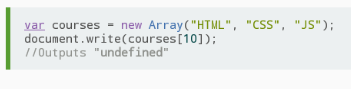 var courses = new Array("HTML", "CSS", "JS");
document.write(courses[10]);
//Outputs "undefined"